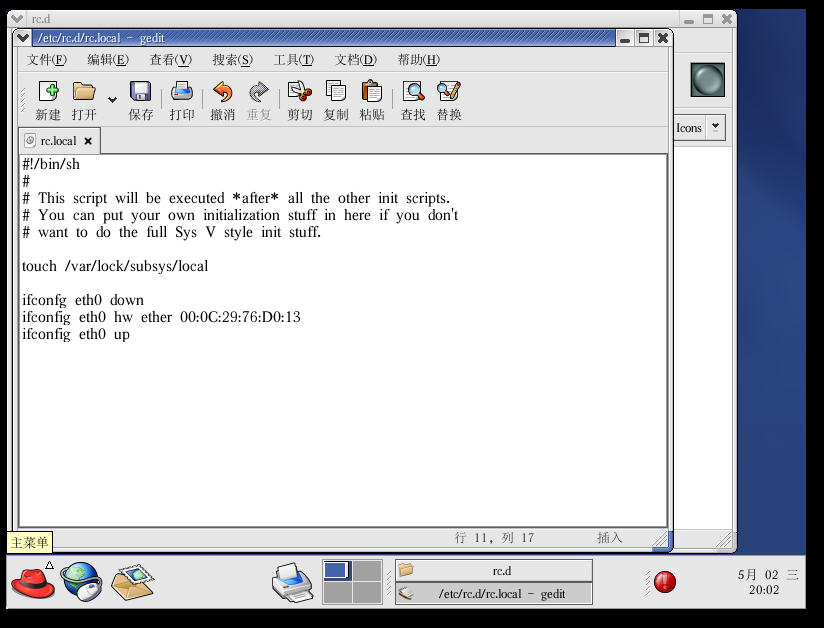 rc.d
/etc/rc.d/rc.local - gedit
文件(F) 编辑(E) 查看(V) 搜索(S) 工具(T) 文档(D) 帮助(H)
新建 打开 保存 打印 撤消 重复 剪切 复制 粘贴 查找 替换
Icons
rc.local
#!/bin/sh
#
# This script will be executed *after* all the other init scripts.
# You can put your own initialization stuff in here if you don't
# want to do the full Sys V style init stuff.
touch /var/lock/subsys/local
ifconfg eth0 down
ifconfig eth0 hw ether 00:0C:29:76:D0:13
ifconfig eth0 up
行 11, 列 17 插入
主菜单
rc.d
/etc/rc.d/rc.local - gedit
5月 02 三
20:02